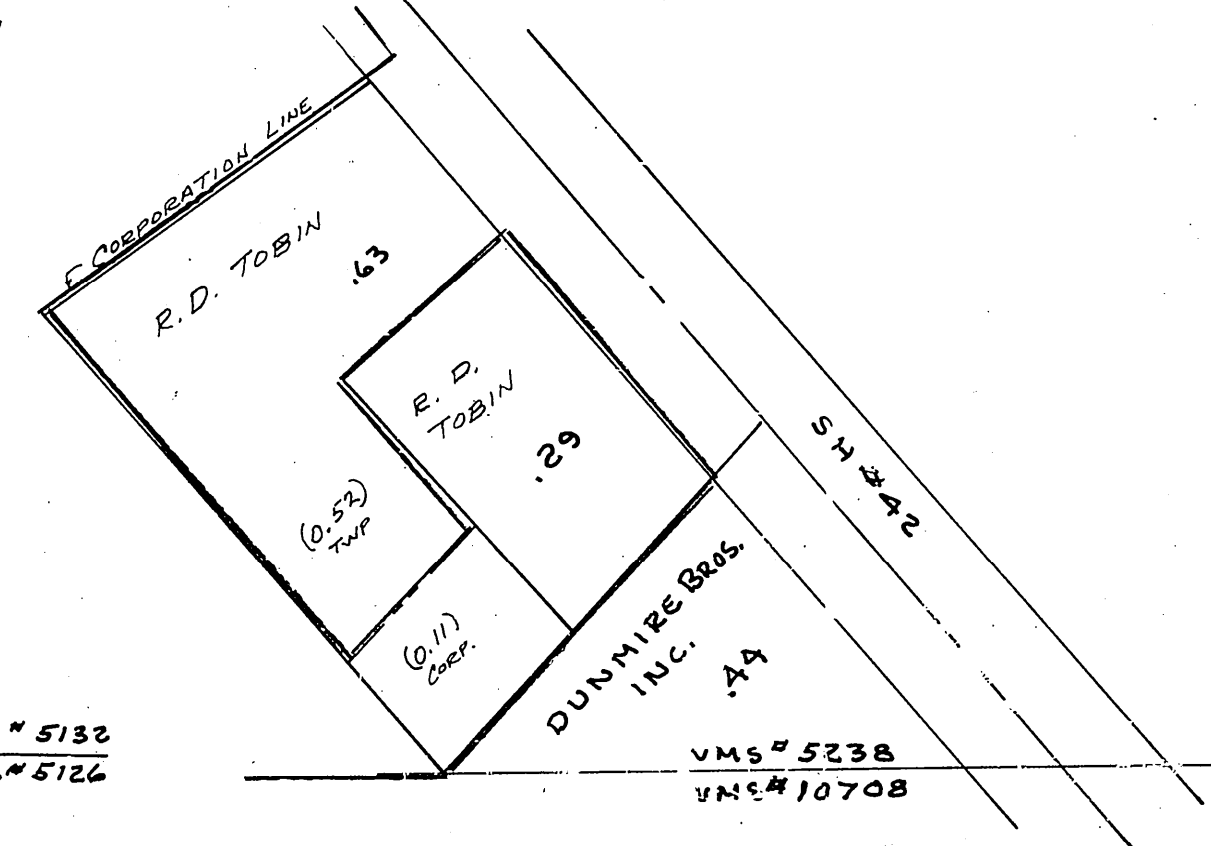 E. CORPORATION LINE
R. D. TOBIN
.63
R. D.
TOBIN
.29
(0.52)
TWP
(0.11)
CORP.
SH #42
DUNMIRE BROS.
INC.
.44
# 5132
# 5126
VMS # 5238
VMS # 10708